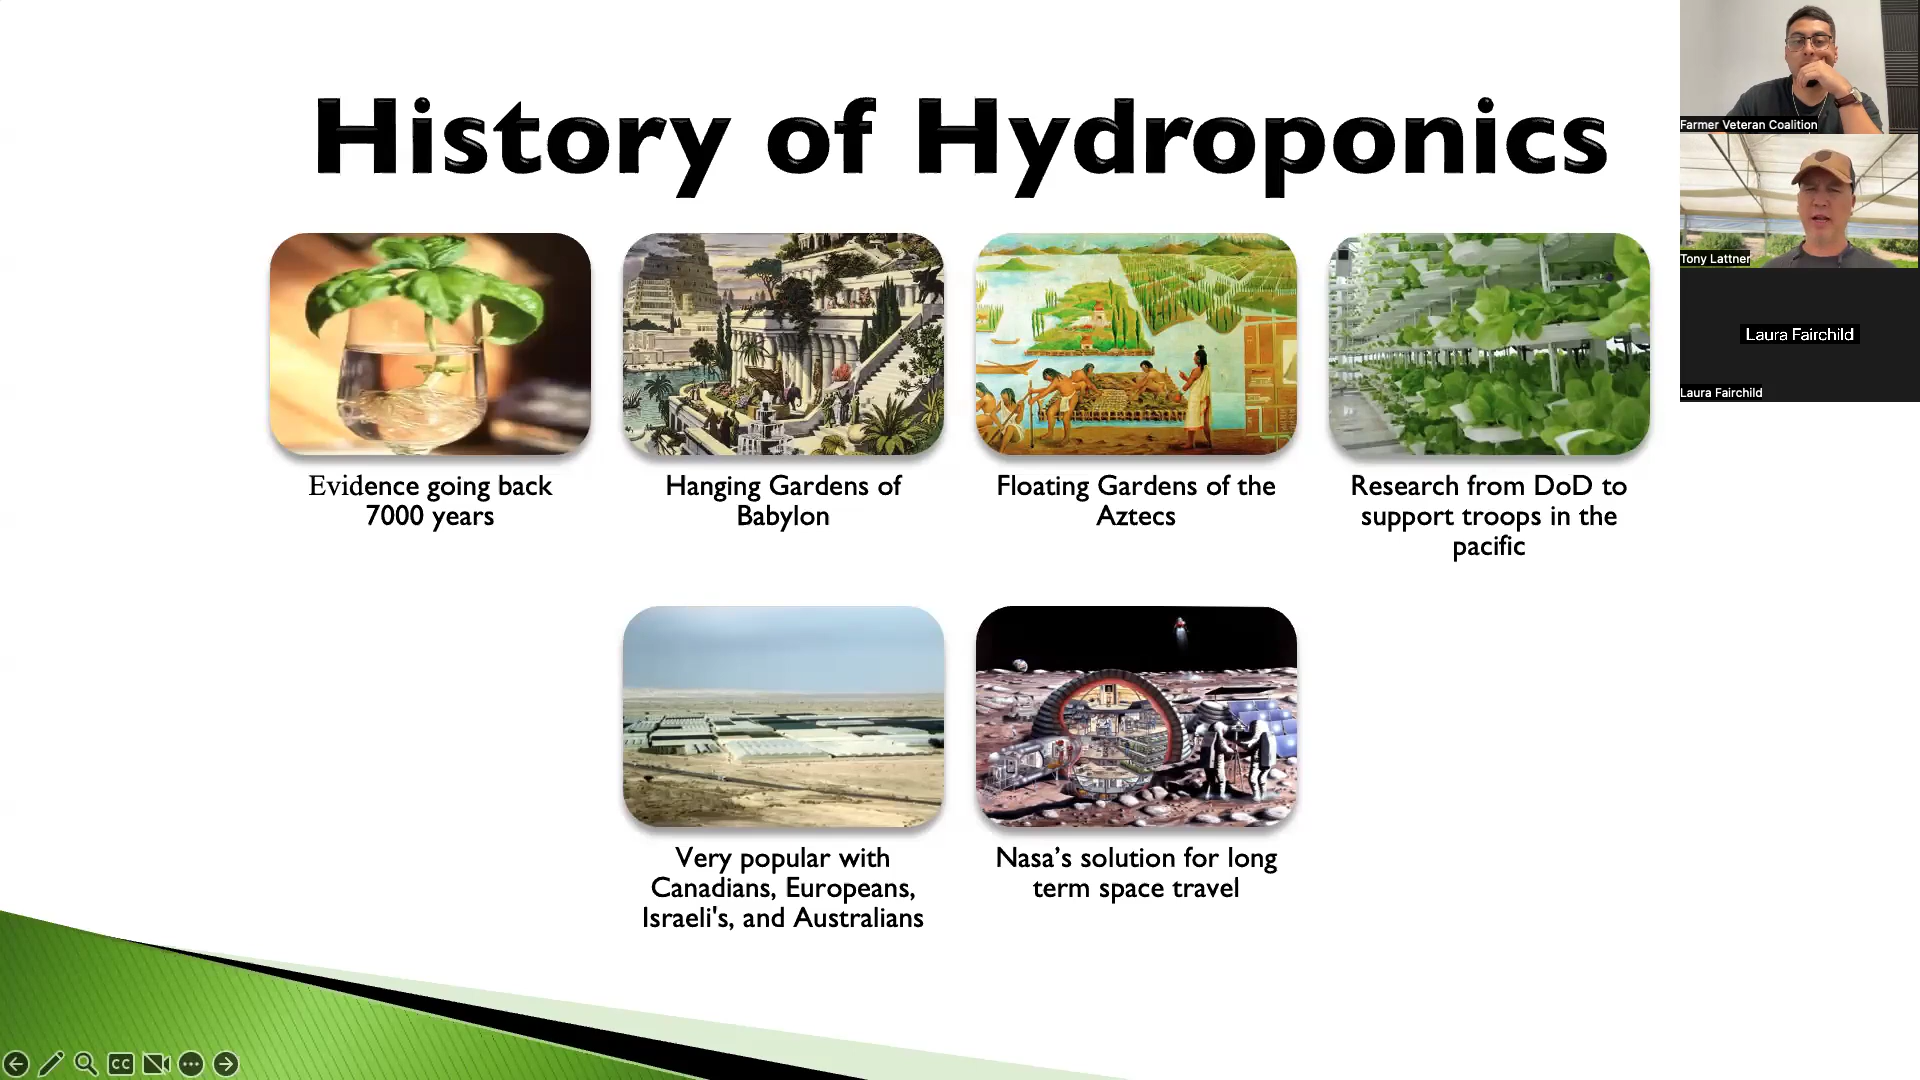 History of Hydroponics
Evidence going back
7000 years
Hanging Gardens of
Babylon
Floating Gardens of the
Aztecs
Research from DoD to
support troops in the
pacific
Very popular with
Canadians, Europeans,
Israeli's, and Australians
Nasa’s solution for long
term space travel
Farmer Veteran Coalition
Tony Lattner
Laura Fairchild
Laura Fairchild
CC